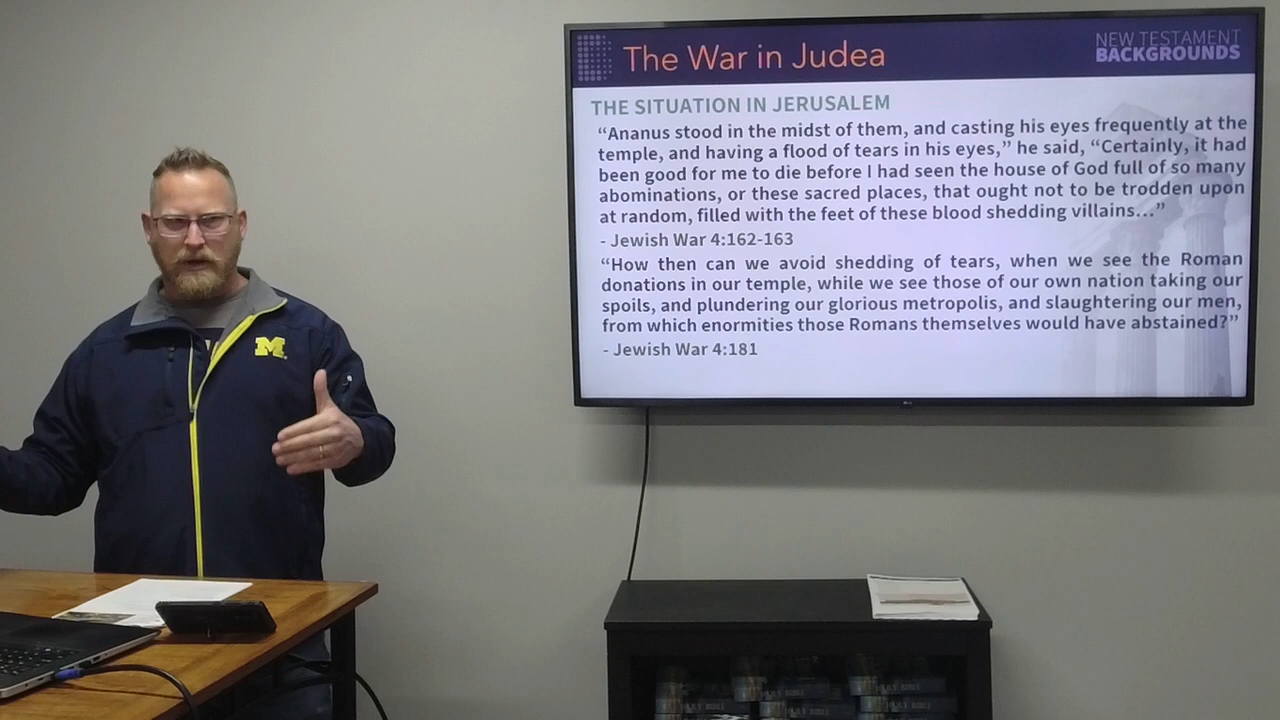 The War in Judea
NEW TESTAMENT
BACKGROUNDS
THE SITUATION IN JERUSALEM
“Ananus stood in the midst of them, and casting his eyes frequently at the
temple, and having a flood of tears in his eyes,” he said, “Certainly, it had
been good for me to die before I had seen the house of God full of so many
abominations, or these sacred places, that ought not to be trodden upon
at random, filled with the feet of these blood shedding villains...”
- Jewish War 4:162-163
“How then can we avoid shedding of tears, when we see the Roman
donations in our temple, while we see those of our own nation taking our
spoils, and plundering our glorious metropolis, and slaughtering our men,
from which enormities those Romans themselves would have abstained?”
- Jewish War 4:181
M
LG
HOLY BIBLE
HOLY BIBLE